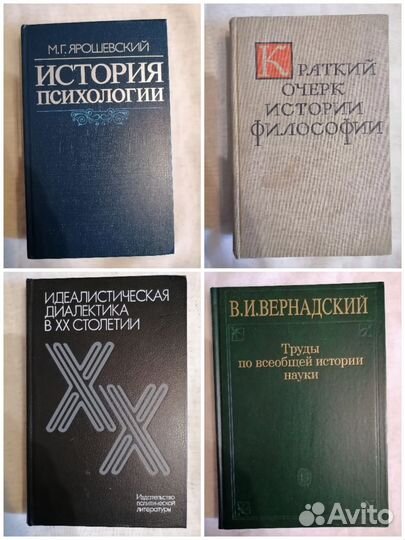 М.Г. ЯРОШЕВСКИЙ
ИСТОРИЯ
ПСИХОЛОГИИ
КРАТКИЙ
ОЧЕРК
ИСТОРИИ
ФИЛОСОФИИ
ИДЕАЛИСТИЧЕСКАЯ
ДИАЛЕКТИКА
В XX СТОЛЕТИИ
XX
Издательство
политической
литературы
В.И.ВЕРНАДСКИЙ
Труды
по всеобщей истории
науки
Avito